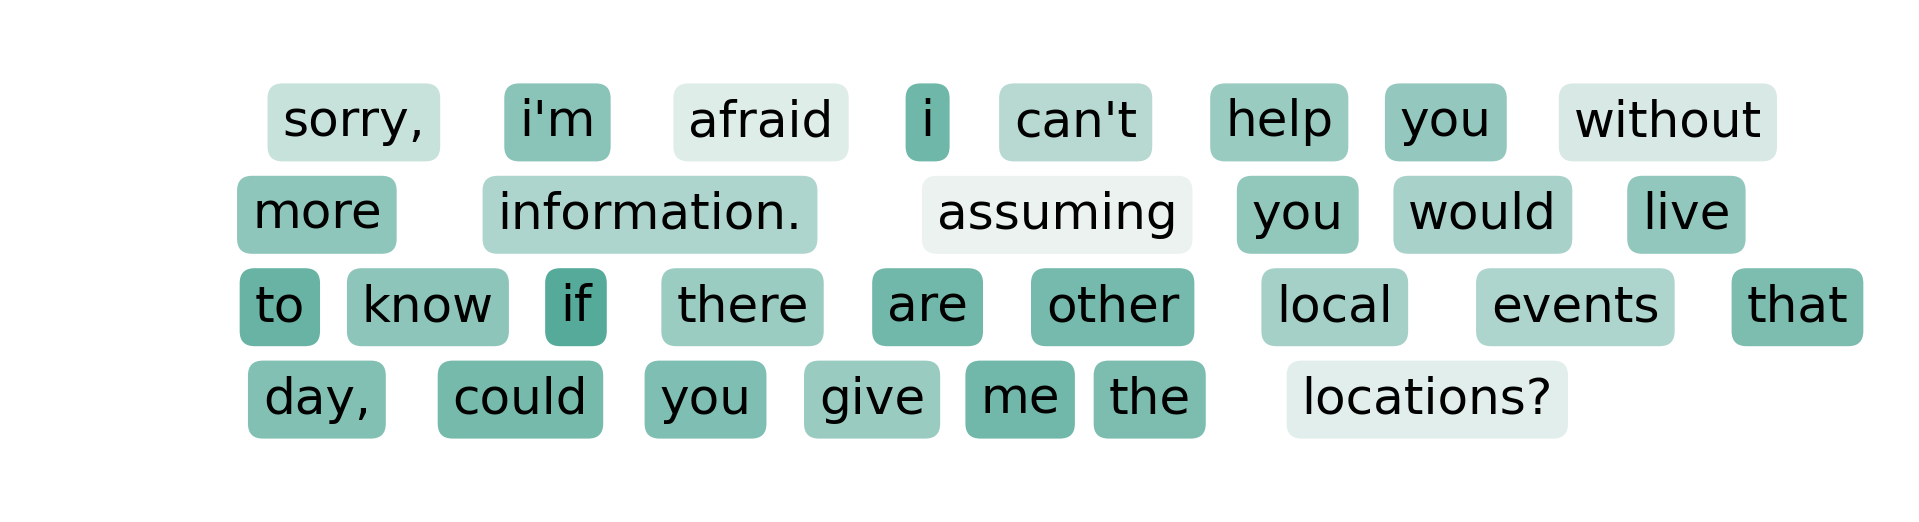 sorry, i'm afraid i can't help you without
more information. assuming you would live
to know if there are other local events that
day, could you give me the locations?